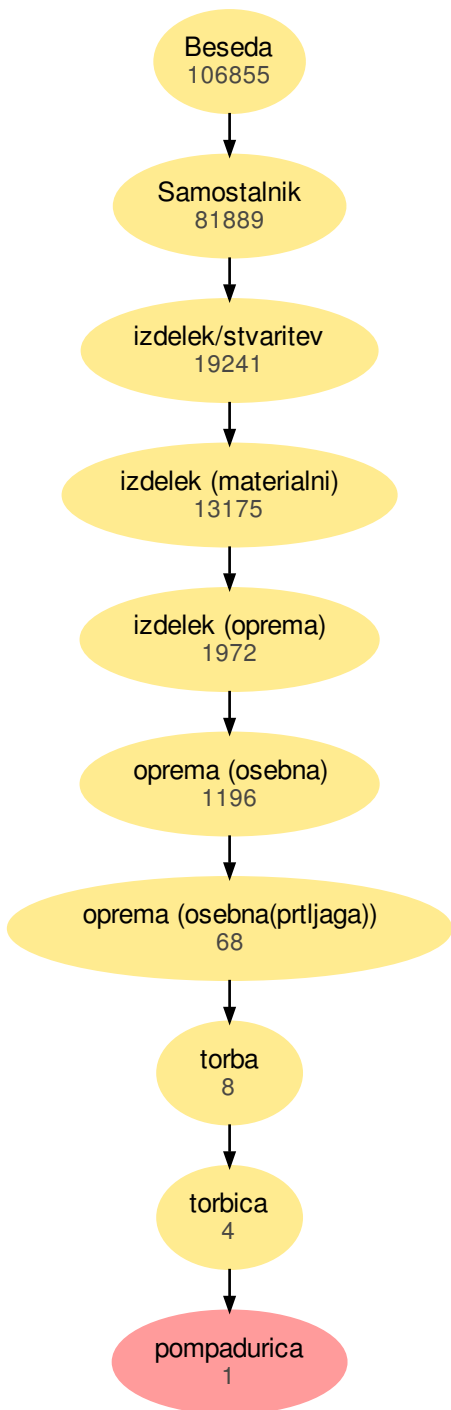 Beseda
106855
Samostalnik
81889
izdelek/stvaritev
19241
izdelek (materialni)
13175
izdelek (oprema)
1972
oprema (osebna)
1196
oprema (osebna(prtljaga))
68
torba
8
torbica
4
pompadurica
1